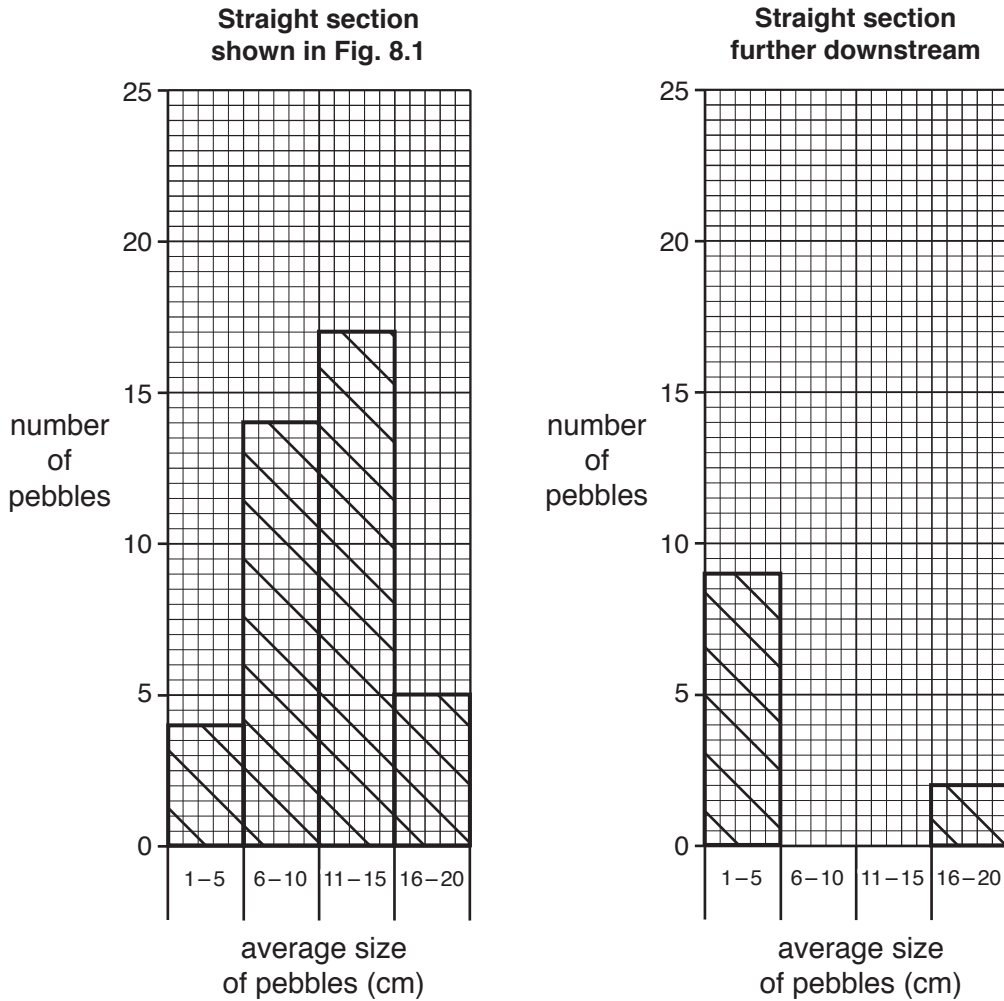 Straight section
shown in Fig. 8.1
25
20
15
10
5
0
number
of
pebbles
1–5 6–10 11–15 16–20
average size
of pebbles (cm)
Straight section
further downstream
25
20
15
10
5
0
number
of
pebbles
1–5 6–10 11–15 16–20
average size
of pebbles (cm)